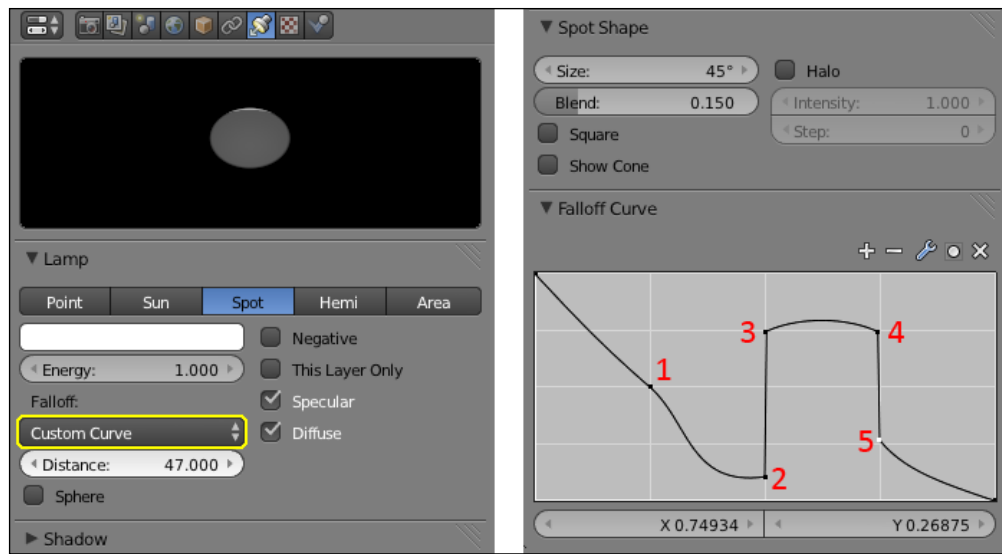 Lamp
Point Sun Spot Hemi Area
Negative
Energy: 1.000 This Layer Only
Falloff: Specular
Custom Curve Diffuse
Distance: 47.000
Sphere
Shadow
Spot Shape
Size: 45° Halo
Blend: 0.150 Intensity: 1.000
Square Step: 0
Show Cone
Falloff Curve
3 4
1
5
2
X 0.74934 Y 0.26875